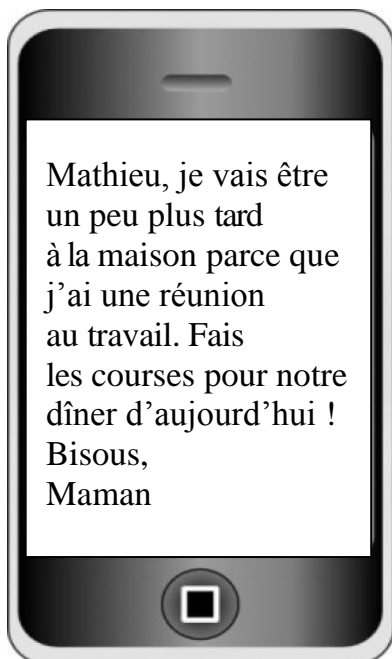 Mathieu, je vais être
un peu plus tard
à la maison parce que
j’ai une réunion
au travail. Fais
les courses pour notre
dîner d’aujourd’hui !
Bisous,
Maman